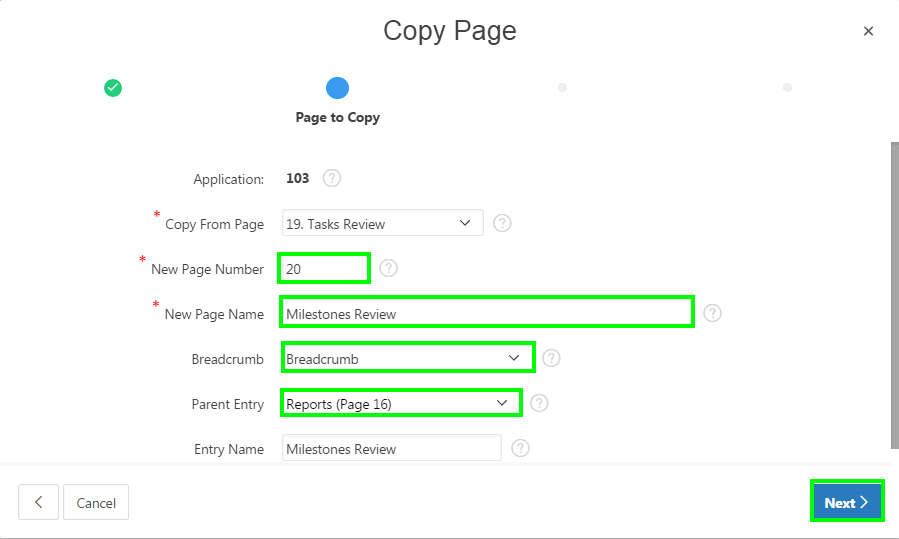 Copy Page
Page to Copy
Application: 103
* Copy From Page 19. Tasks Review
* New Page Number 20
* New Page Name Milestones Review
Breadcrumb Breadcrumb
Parent Entry Reports (Page 16)
Entry Name Milestones Review
Cancel Next